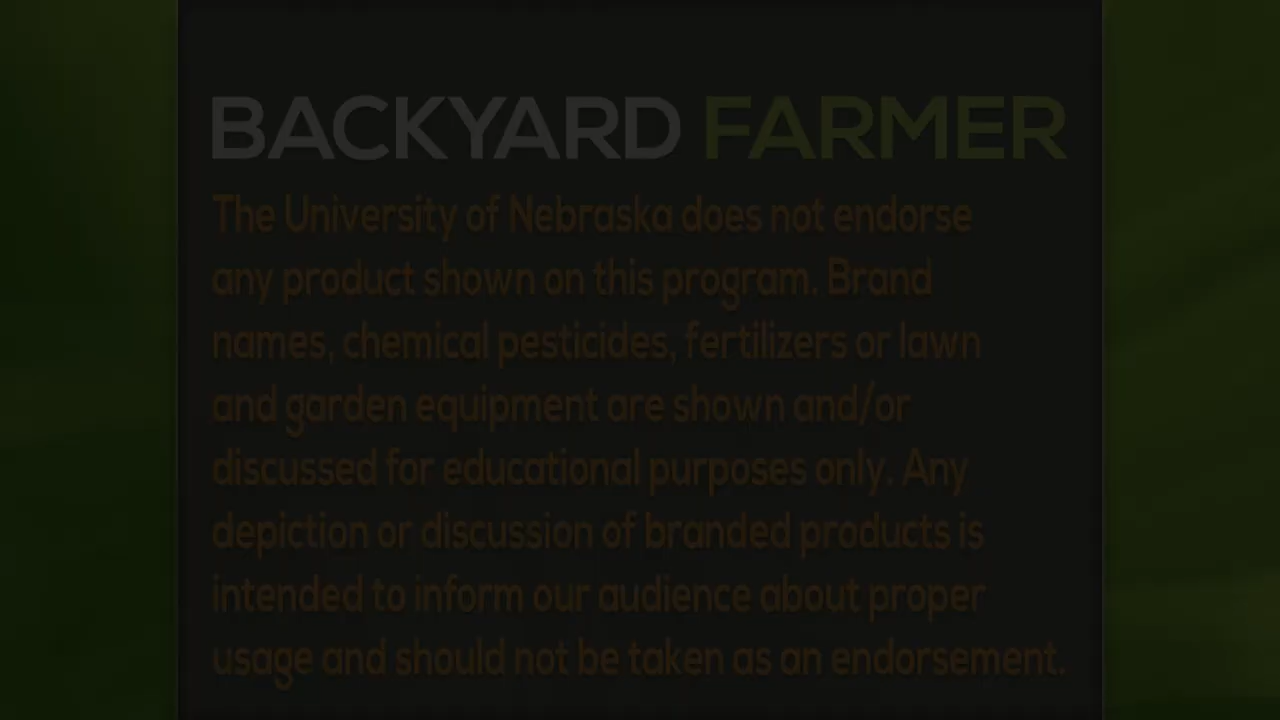 BACKYARD FARMER
The University of Nebraska does not endorse
any product shown on this program. Brand
names, chemical pesticides, fertilizers or lawn
and garden equipment are shown and/or
discussed for educational purposes only. Any
depiction or discussion of branded products is
intended to inform our audience about proper
usage and should not be taken as an endorsement.